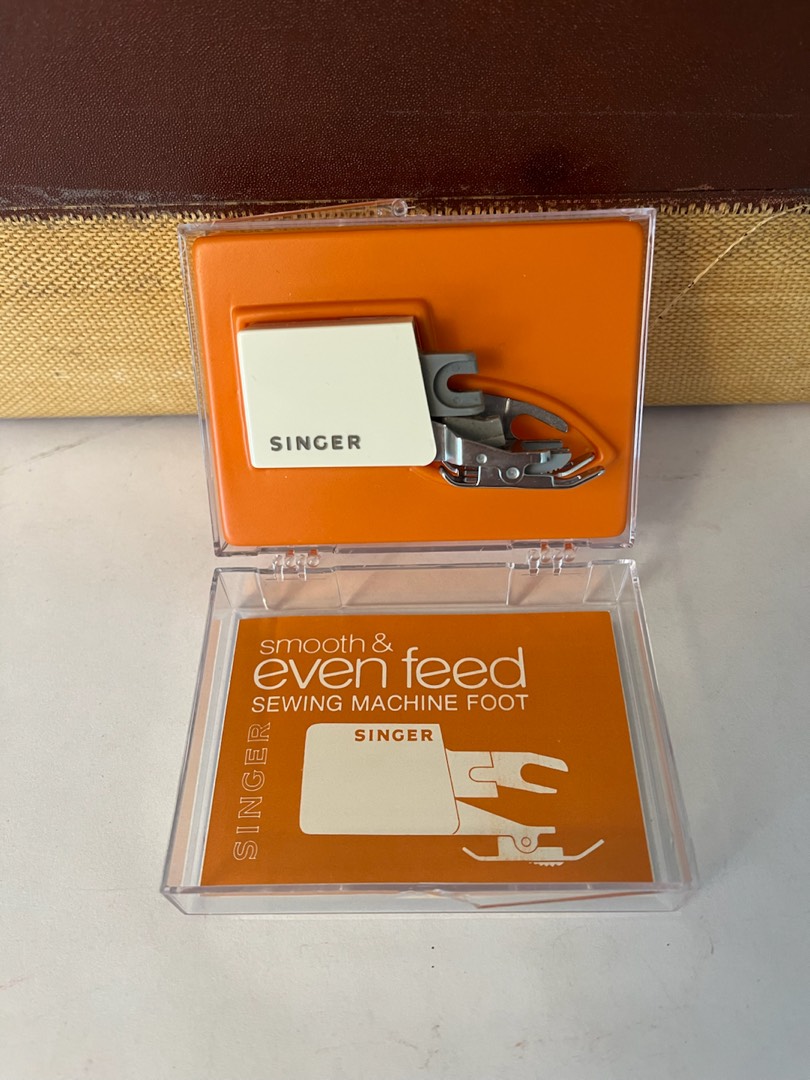 SINGER
smooth &
even feed
SEWING MACHINE FOOT
SINGER
SINGER